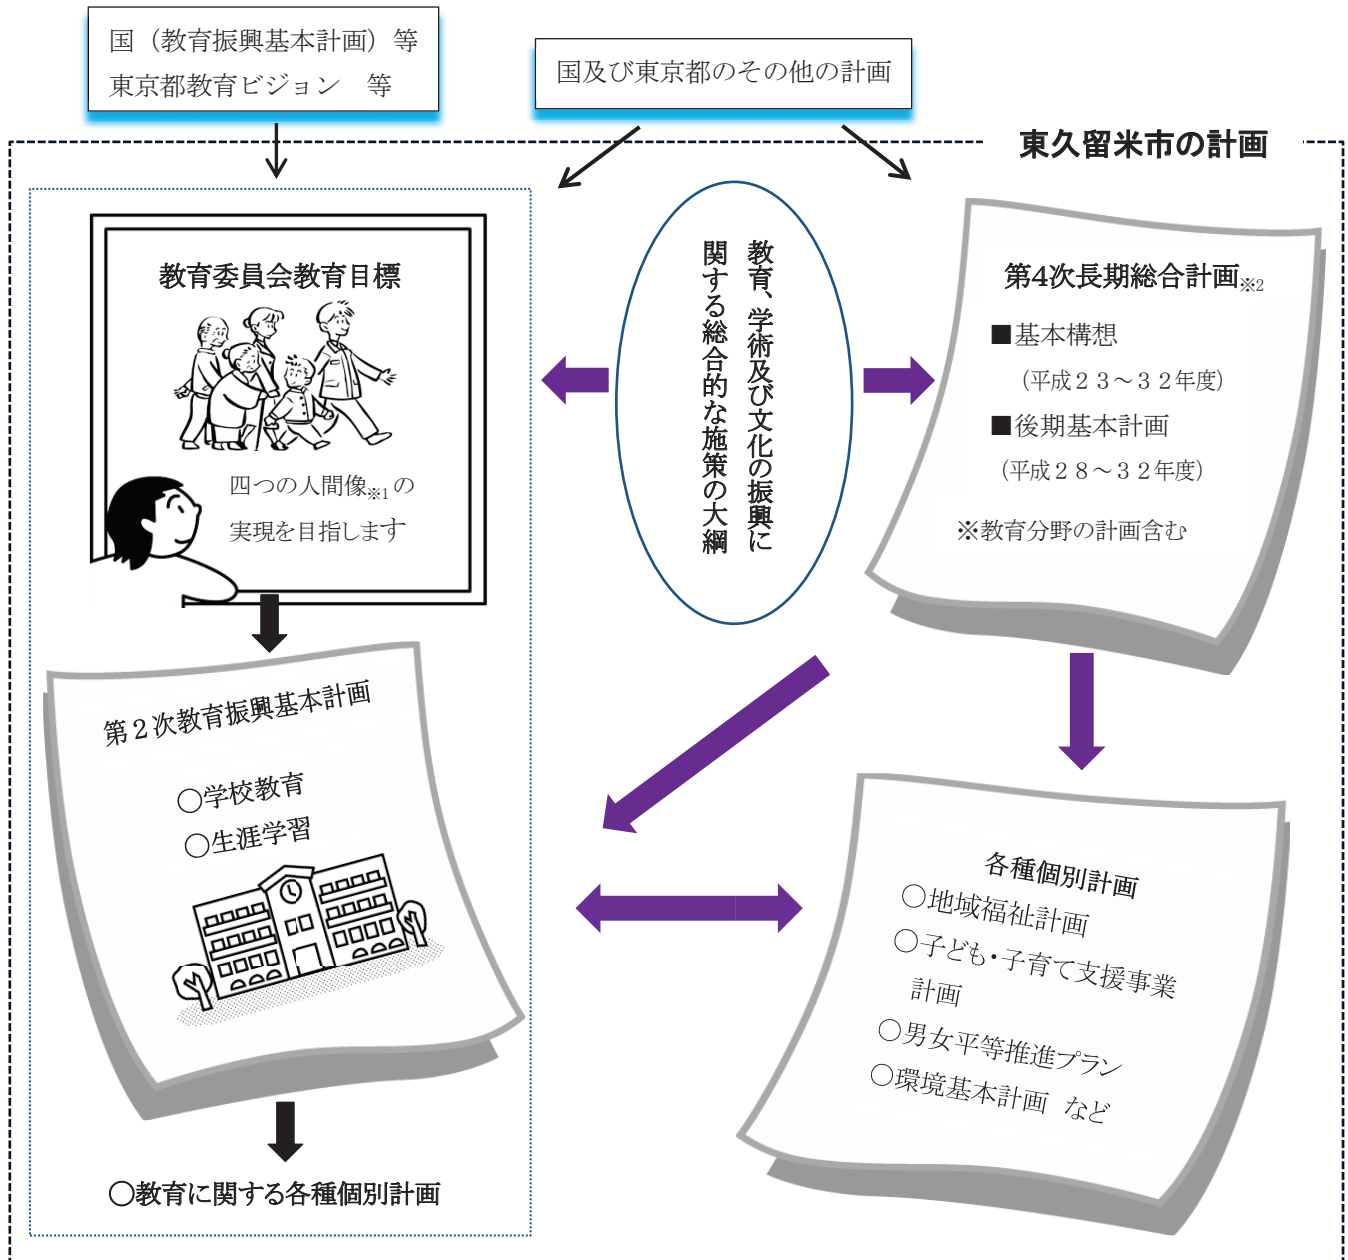 国（教育振興基本計画）等
東京都教育ビジョン　等
国及び東京都のその他の計画
東久留米市の計画
教育委員会教育目標
四つの人間像※1の
実現を目指します
教育、学術及び文化の振興に
関する総合的な施策の大綱
第4次長期総合計画※2
■基本構想
（平成２３～３２年度）
■後期基本計画
（平成２８～３２年度）
※教育分野の計画含む
第２次教育振興基本計画
○学校教育
○生涯学習
各種個別計画
○地域福祉計画
○子ども・子育て支援事業
計画
○男女平等推進プラン
○環境基本計画　など
○教育に関する各種個別計画